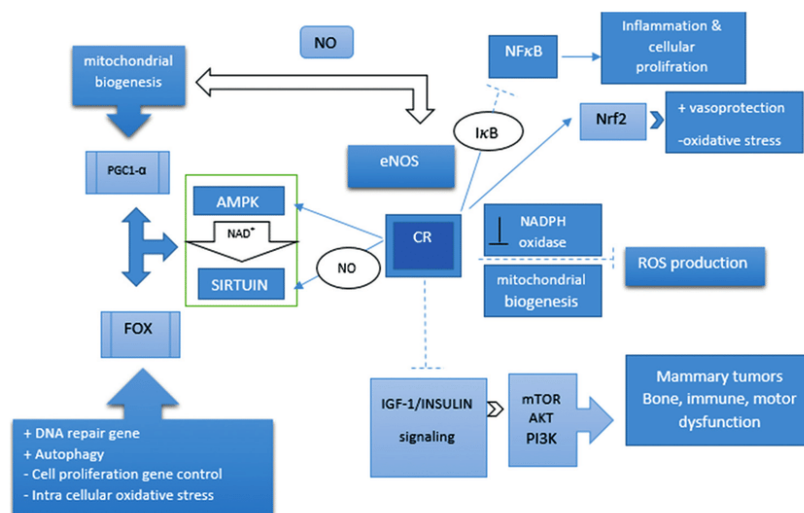 NO
mitochondrial
biogenesis
NFκB
Inflammation &
cellular
prolifration
IκB
Nrf2
+ vasoprotection
-oxidative stress
eNOS
PGC1-α
AMPK
NAD⁺
SIRTUIN
NO
CR
NADPH
oxidase
mitochondrial
biogenesis
ROS production
FOX
IGF-1/INSULIN
signaling
mTOR
AKT
PI3K
Mammary tumors
Bone, immune, motor
dysfunction
+ DNA repair gene
+ Autophagy
- Cell proliferation gene control
- Intra cellular oxidative stress